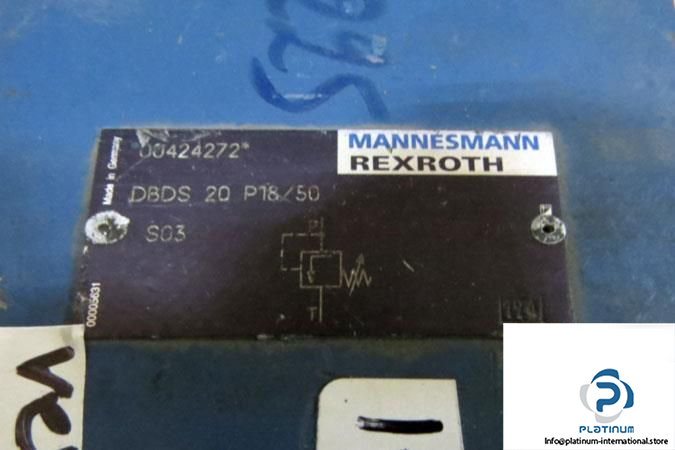 00424272*
MANNESMANN
REXROTH
Made in Germany
DBDS 20 P18/50
S03
P
T
00005631
PLATINUM
info@platinum-international.store